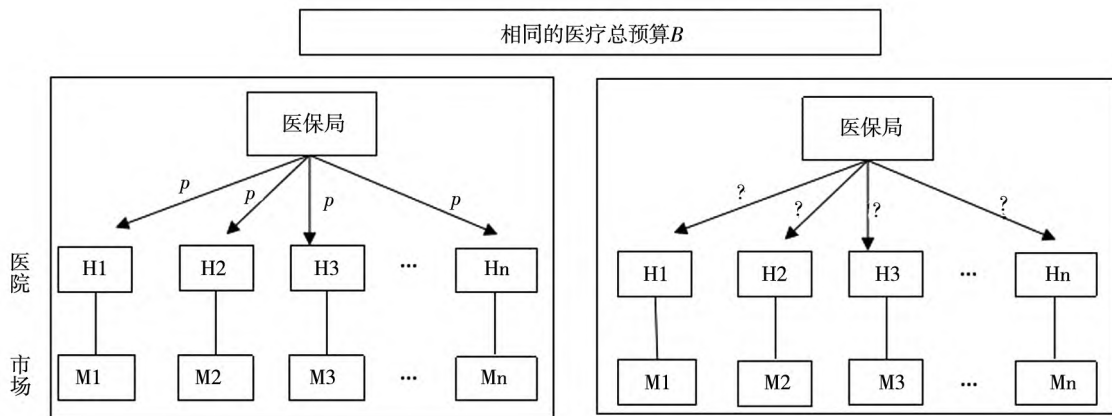 相同的医疗总预算B
医保局
p p p p
医院 H1 H2 H3 ... Hn
市场 M1 M2 M3 ... Mn
医保局
? ? ? ?
H1 H2 H3 ... Hn
M1 M2 M3 ... Mn